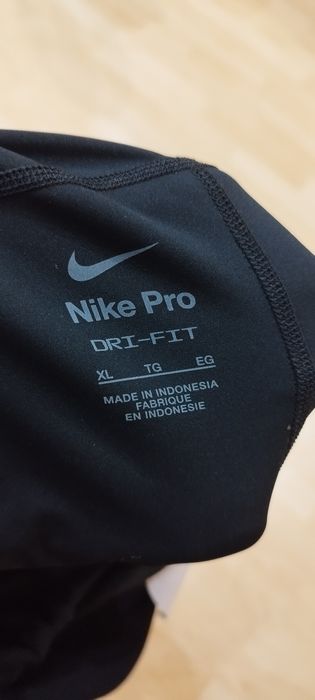 Nike Pro
DRI-FIT
XL TG EG
MADE IN INDONESIA
FABRIQUE
EN INDONESIE